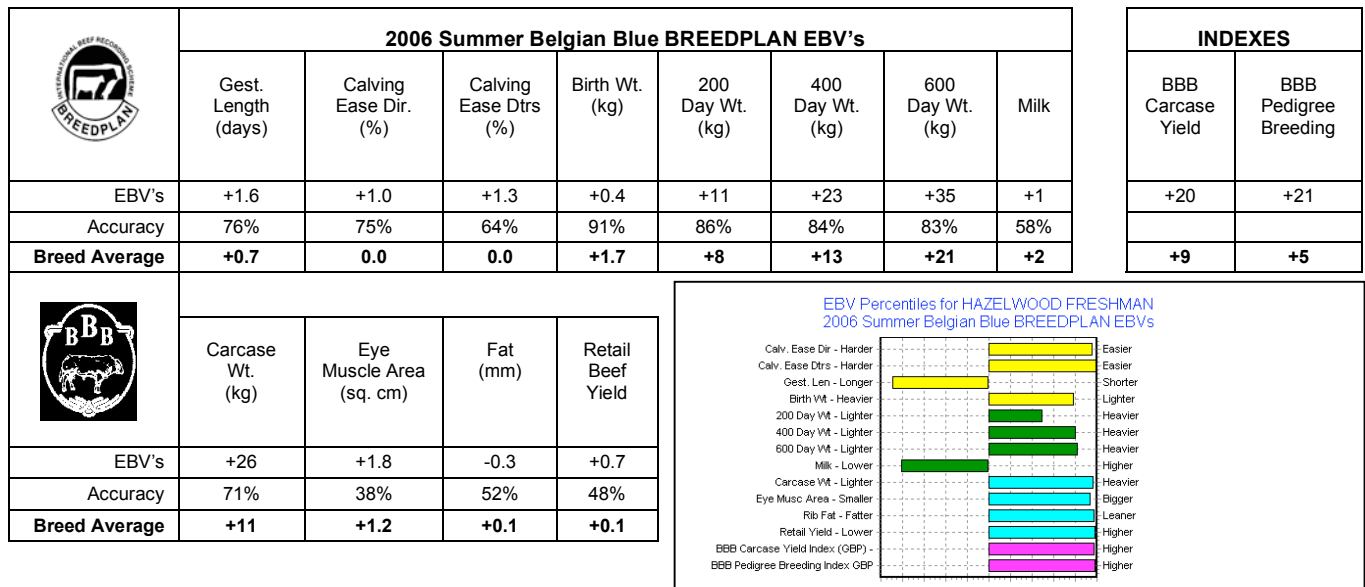 INTERNATIONAL BEEF RECORDING SCHEME
BREEDPLAN
2006 Summer Belgian Blue BREEDPLAN EBV's
INDEXES
Gest. Length (days) Calving Ease Dir. (%) Calving Ease Dtrs (%) Birth Wt. (kg) 200 Day Wt. (kg) 400 Day Wt. (kg) 600 Day Wt. (kg) Milk BBB Carcase Yield BBB Pedigree Breeding
EBV's +1.6 +1.0 +1.3 +0.4 +11 +23 +35 +1 +20 +21
Accuracy 76% 75% 64% 91% 86% 84% 83% 58%
Breed Average +0.7 0.0 0.0 +1.7 +8 +13 +21 +2 +9 +5
BBB
Carcase Wt. (kg) Eye Muscle Area (sq. cm) Fat (mm) Retail Beef Yield
EBV's +26 +1.8 -0.3 +0.7
Accuracy 71% 38% 52% 48%
Breed Average +11 +1.2 +0.1 +0.1
EBV Percentiles for HAZELWOOD FRESHMAN
2006 Summer Belgian Blue BREEDPLAN EBVs
Calv. Ease Dir - Harder Easier
Calv. Ease Dtrs - Harder Easier
Gest. Len - Longer Shorter
Birth Wt - Heavier Lighter
200 Day Wt - Lighter Heavier
400 Day Wt - Lighter Heavier
600 Day Wt - Lighter Heavier
Milk - Lower Higher
Carcase Wt - Lighter Heavier
Eye Musc Area - Smaller Bigger
Rib Fat - Fatter Leaner
Retail Yield - Lower Higher
BBB Carcase Yield Index (GBP) - Higher
BBB Pedigree Breeding Index GBP Higher